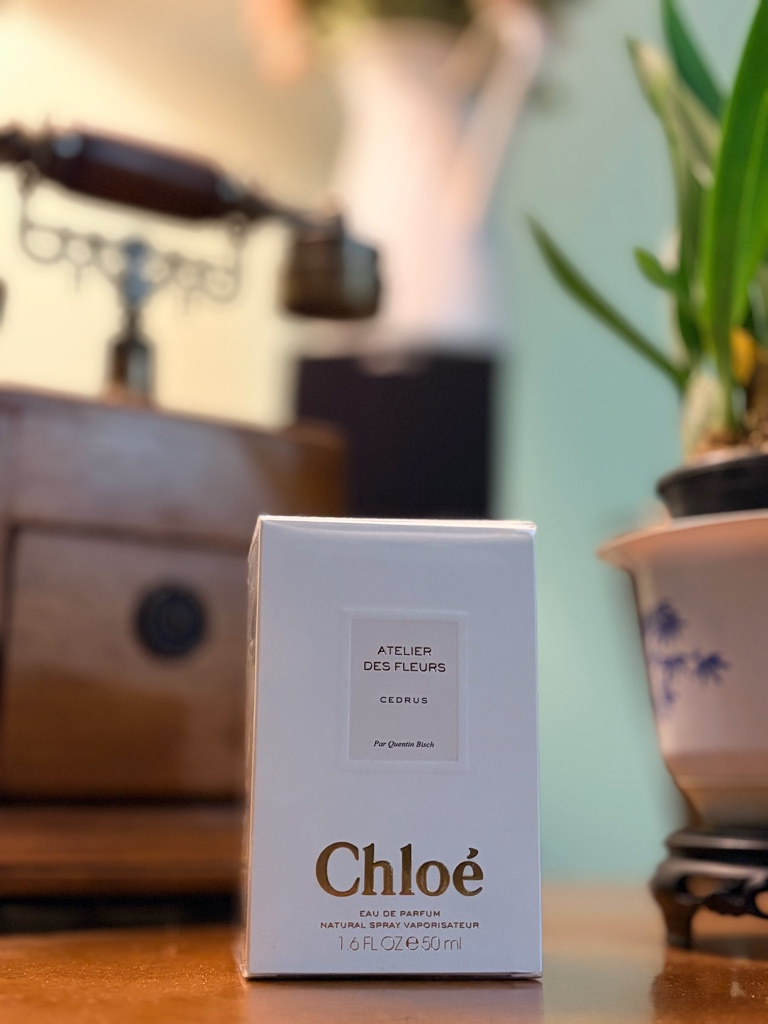 ATELIER
DES FLEURS
CEDRUS
Par Quentin Bisch
Chloé
EAU DE PARFUM
NATURAL SPRAY VAPORISATEUR
1.6 FL OZ ℮ 50 ml